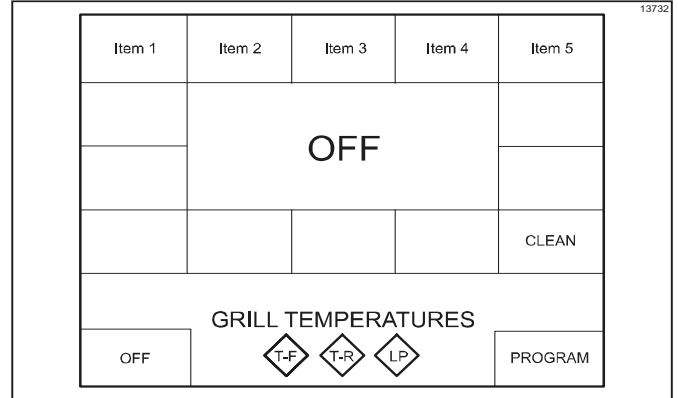 13732
Item 1 Item 2 Item 3 Item 4 Item 5
OFF
CLEAN
GRILL TEMPERATURES
OFF T-F T-R LP PROGRAM